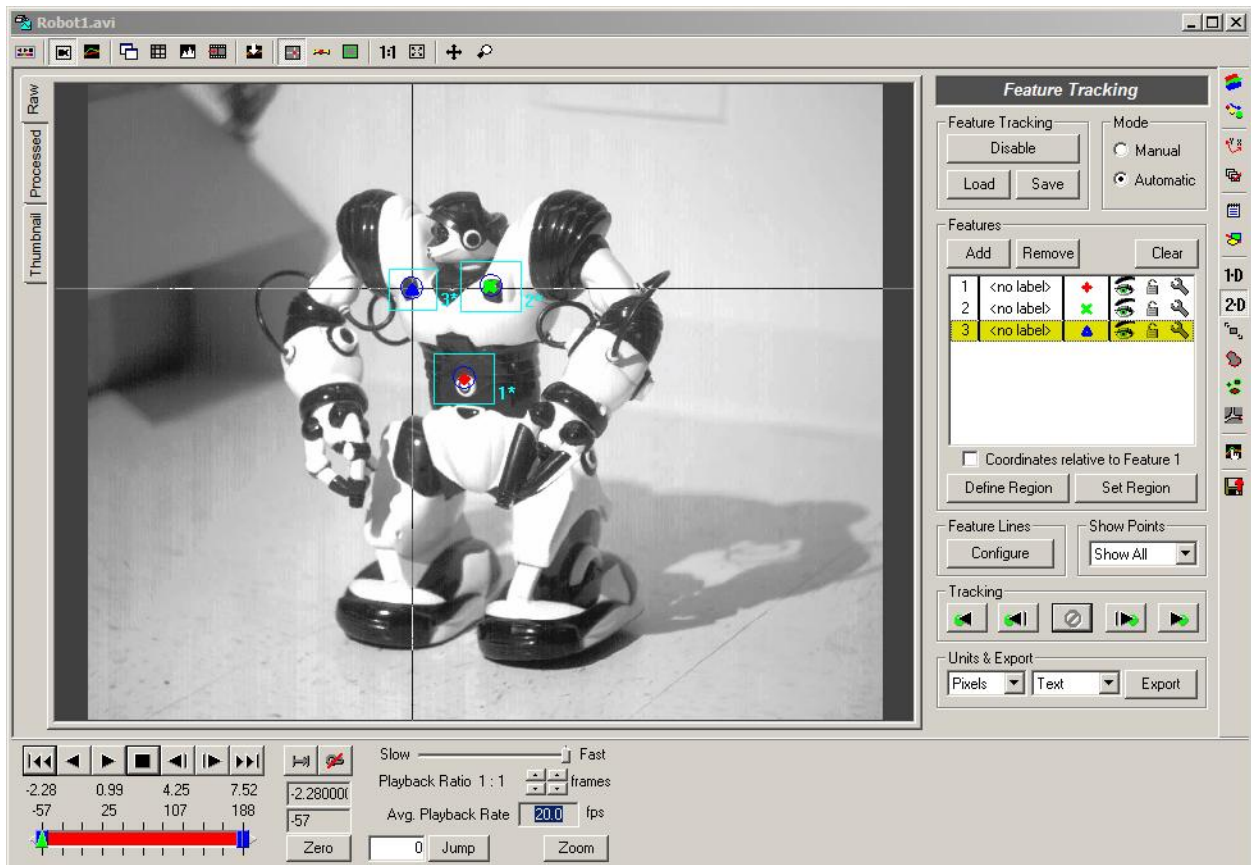 Robot1.avi
1:1
Raw
Processed
Thumbnail
3*
2*
1*
Feature Tracking
Feature Tracking
Disable
Load Save
Mode
Manual
Automatic
Features
Add Remove Clear
1 <no label>
2 <no label>
3 <no label>
Coordinates relative to Feature 1
Define Region Set Region
Feature Lines
Configure
Show Points
Show All
Tracking
Units & Export
Pixels Text Export
1-D
2-D
-2.28 0.99 4.25 7.52
-57 25 107 188
-2.28000
-57
Zero
Slow Fast
Playback Ratio 1 : 1 frames
Avg. Playback Rate 20.0 fps
0 Jump Zoom